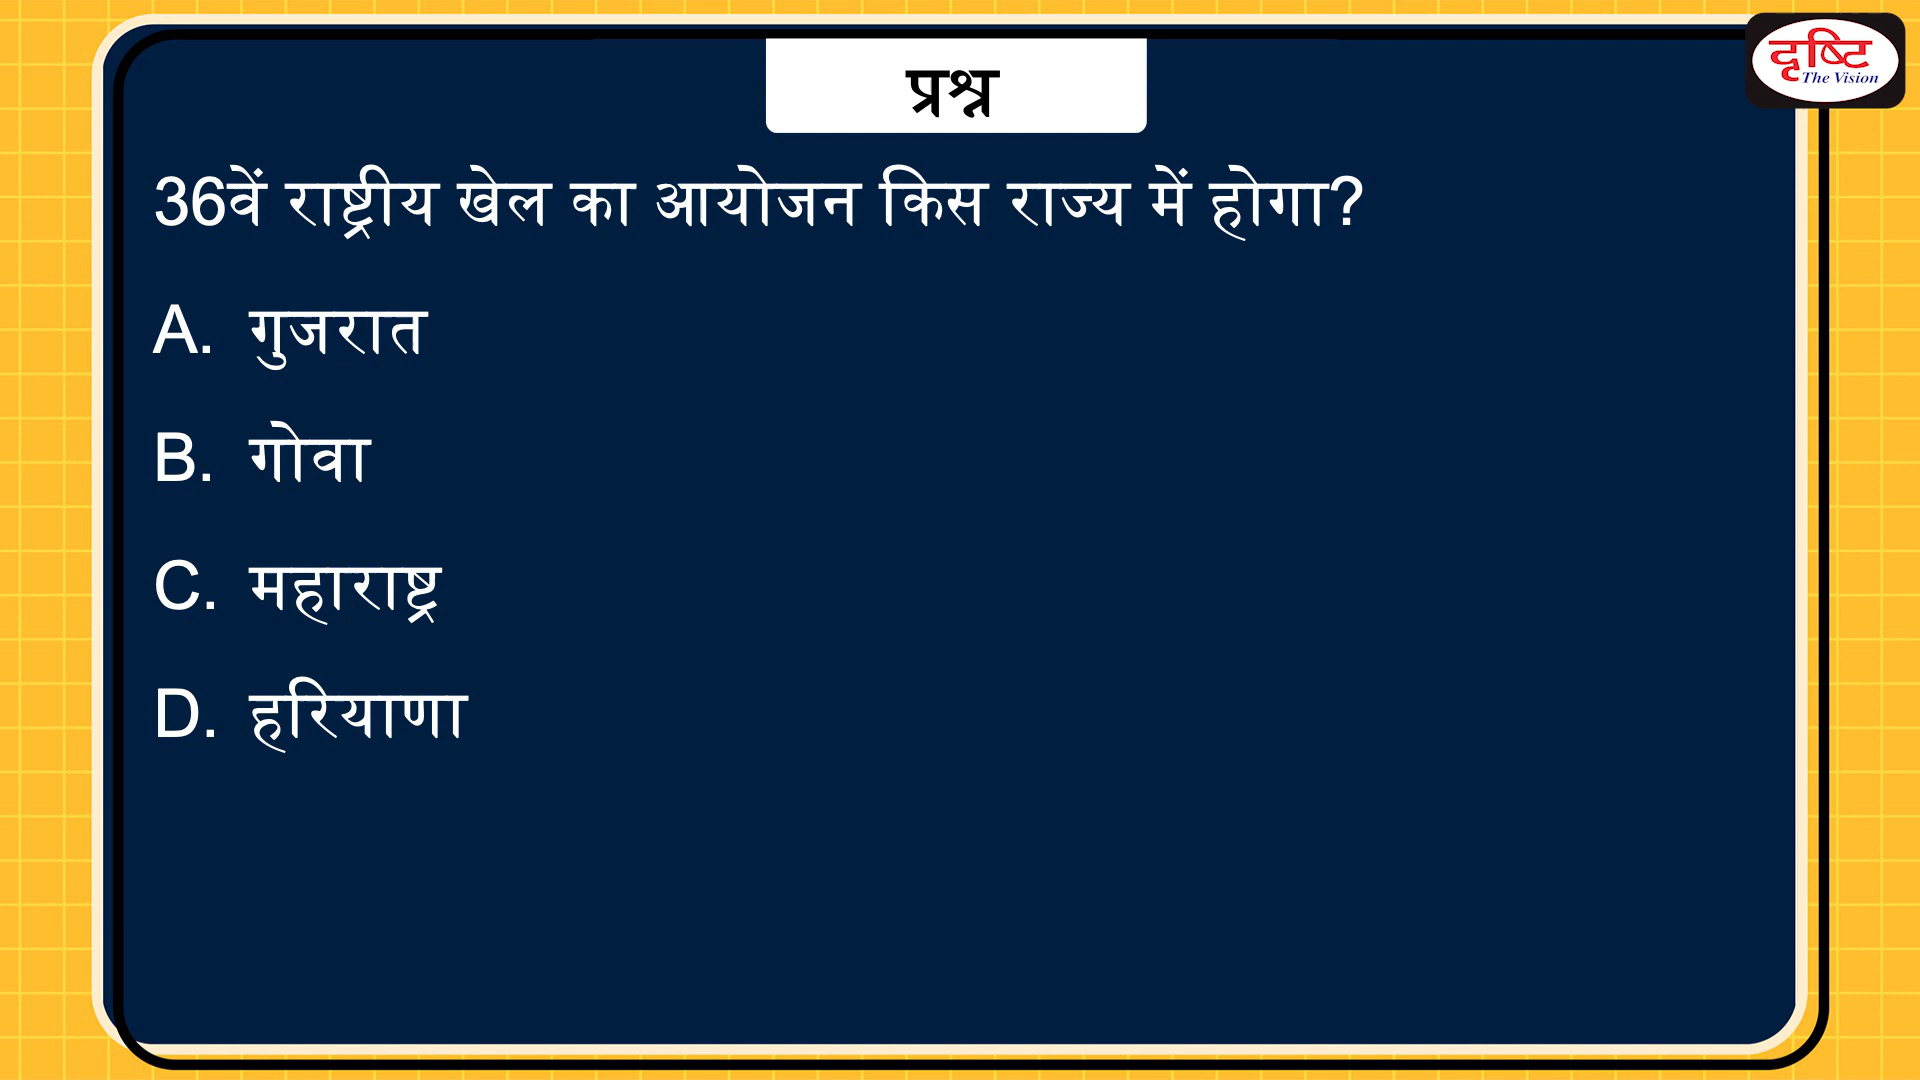 दृष्टि
The Vision
प्रश्न
36वें राष्ट्रीय खेल का आयोजन किस राज्य में होगा?
A. गुजरात
B. गोवा
C. महाराष्ट्र
D. हरियाणा